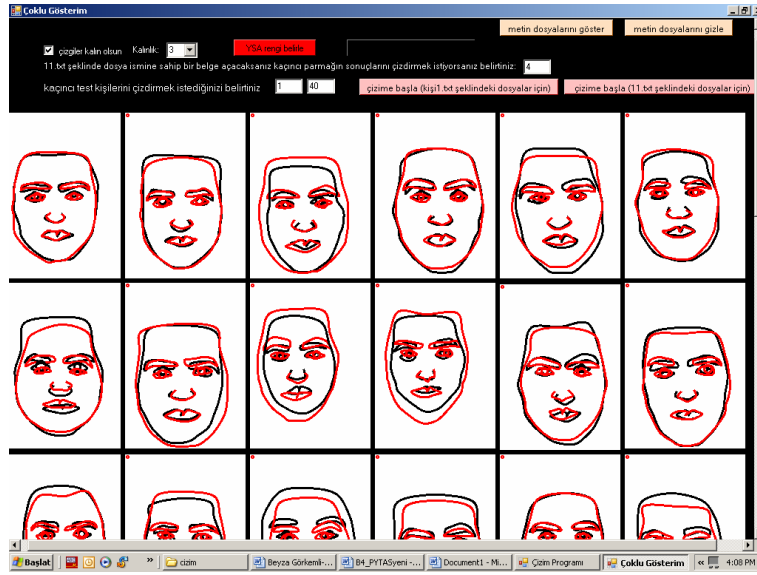 Çoklu Gösterim
metin dosyalarını göster metin dosyalarını gizle
çizgiler kalın olsun Kalınlık: 3 YSA rengi belirle
11.txt şeklinde dosya ismine sahip bir belge açacaksanız kaçıncı parmağın sonuçlarını çizdirmek istiyorsanız belirtiniz: 4
kaçıncı test kişilerini çizdirmek istediğinizi belirtiniz 1 40 çizime başla (kişi1.txt şeklindeki dosyalar için) çizime başla (11.txt şeklindeki dosyalar için)
Başlat » cizim Beyza Görkemli-... B4_PYTASyeni -... Document1 - Mi... Çizim Programı Çoklu Gösterim « 4:08 PM